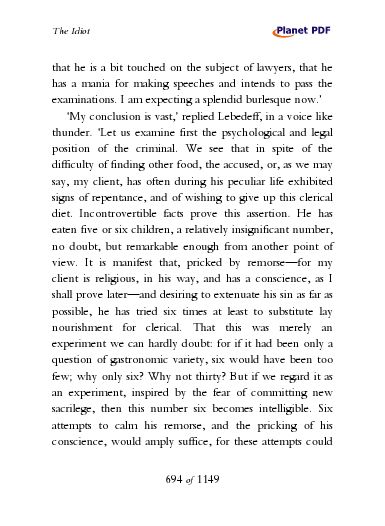 The Idiot
Planet PDF
that he is a bit touched on the subject of lawyers, that he
has a mania for making speeches and intends to pass the
examinations. I am expecting a splendid burlesque now.'
'My conclusion is vast,' replied Lebedeff, in a voice like
thunder. 'Let us examine first the psychological and legal
position of the criminal. We see that in spite of the
difficulty of finding other food, the accused, or, as we may
say, my client, has often during his peculiar life exhibited
signs of repentance, and of wishing to give up this clerical
diet. Incontrovertible facts prove this assertion. He has
eaten five or six children, a relatively insignificant number,
no doubt, but remarkable enough from another point of
view. It is manifest that, pricked by remorse—for my
client is religious, in his way, and has a conscience, as I
shall prove later—and desiring to extenuate his sin as far as
possible, he has tried six times at least to substitute lay
nourishment for clerical. That this was merely an
experiment we can hardly doubt: for if it had been only a
question of gastronomic variety, six would have been too
few; why only six? Why not thirty? But if we regard it as
an experiment, inspired by the fear of committing new
sacrilege, then this number six becomes intelligible. Six
attempts to calm his remorse, and the pricking of his
conscience, would amply suffice, for these attempts could
694 of 1149